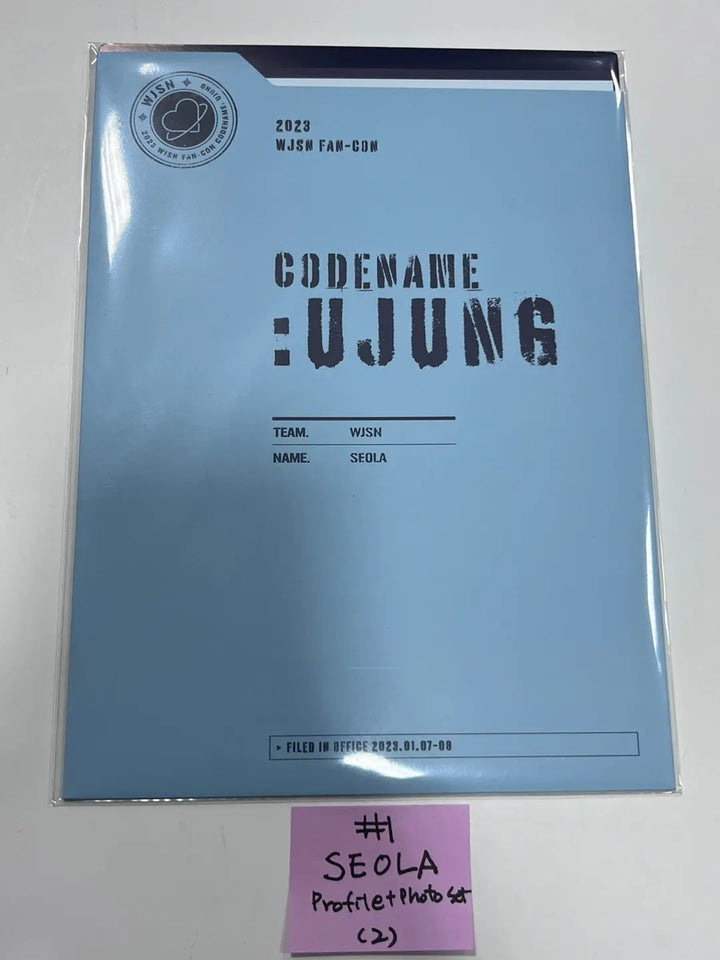 WJSN
2023 WJSN FAN-CON CODENAME:UJUNG
2023
WJSN FAN-CON
CODENAME
:UJUNG
TEAM. WJSN
NAME. SEOLA
▸ FILED IN OFFICE 2023.01.07-08
#1
SEOLA
Profile+Photo set
(2)